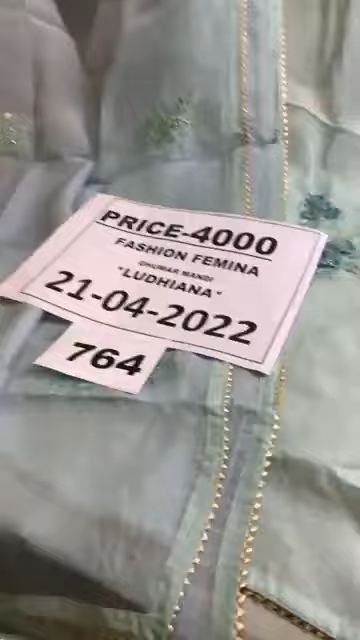 PRICE-4000
FASHION FEMINA
GHUMAR MANDI
"LUDHIANA"
21-04-2022
764